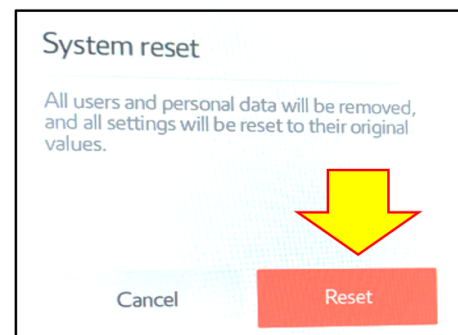 System reset
All users and personal data will be removed,
and all settings will be reset to their original
values.
Cancel
Reset